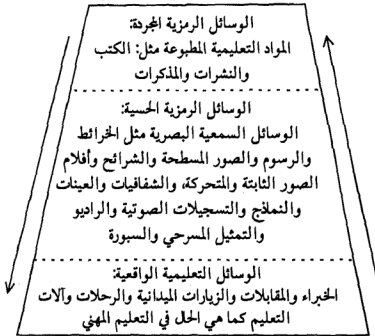 الوسائل الرمزية المجردة:
المواد التعليمية المطبوعة مثل: الكتب
والنشرات والمذكرات
الوسائل الرمزية الحسية:
الوسائل السمعية البصرية مثل الخرائط
والرسوم والصور المسطحة والشرائح وأفلام
الصور الثابتة والمتحركة، والشفافيات والعينات
والنماذج والتسجيلات الصوتية والراديو
والتمثيل المسرحي والسبورة
الوسائل التعليمية الواقعية:
الخبراء والمقابلات والزيارات الميدانية والرحلات وآلات
التعليم كما هي الحل في التعليم المهني